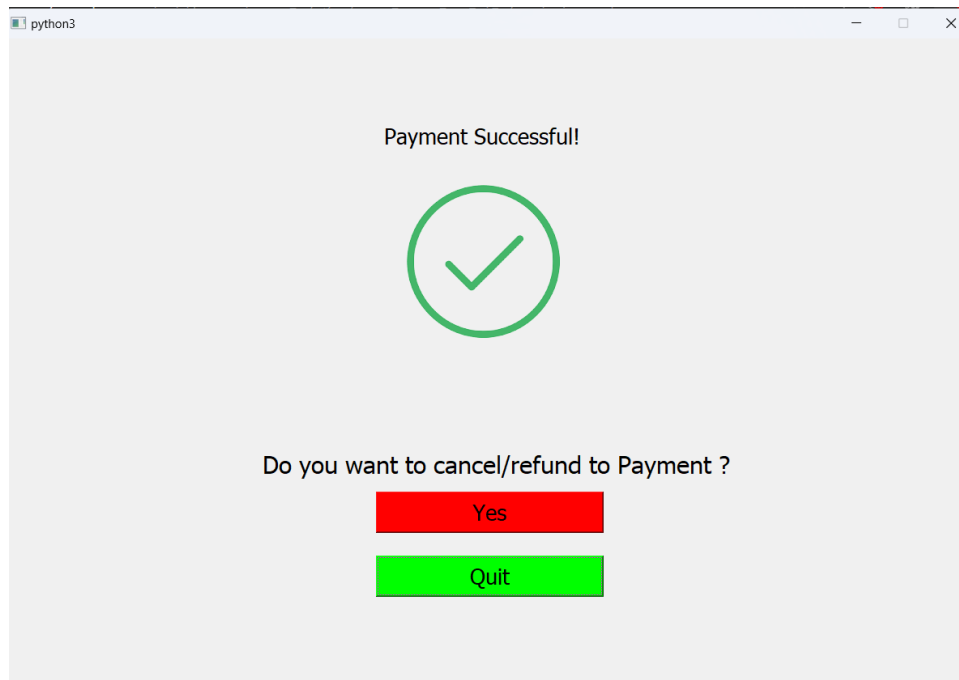 python3
Payment Successful!
Do you want to cancel/refund to Payment ?
Yes
Quit